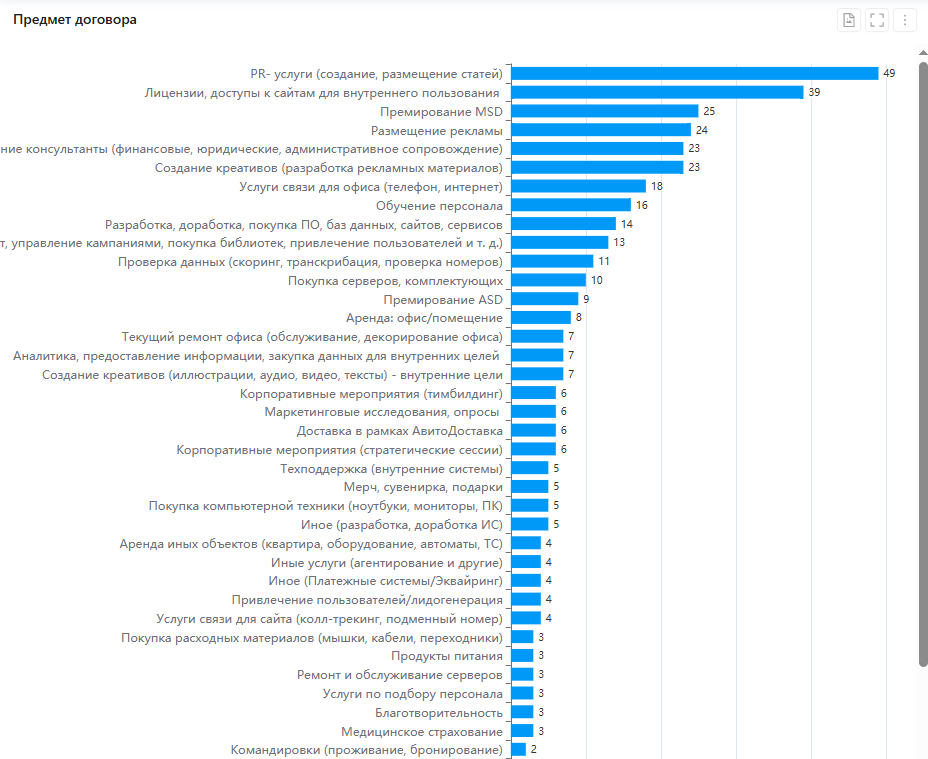 Предмет договора
PR- услуги (создание, размещение статей) 49
Лицензии, доступы к сайтам для внутреннего пользования 39
Премирование MSD 25
Размещение рекламы 24
ние консультанты (финансовые, юридические, административное сопровождение) 23
Создание креативов (разработка рекламных материалов) 23
Услуги связи для офиса (телефон, интернет) 18
Обучение персонала 16
Разработка, доработка, покупка ПО, баз данных, сайтов, сервисов 14
т, управление кампаниями, покупка библиотек, привлечение пользователей и т. д.) 13
Проверка данных (скоринг, транскрибация, проверка номеров) 11
Покупка серверов, комплектующих 10
Премирование ASD 9
Аренда: офис/помещение 8
Текущий ремонт офиса (обслуживание, декорирование офиса) 7
Аналитика, предоставление информации, закупка данных для внутренних целей 7
Создание креативов (иллюстрации, аудио, видео, тексты) - внутренние цели 7
Корпоративные мероприятия (тимбилдинг) 6
Маркетинговые исследования, опросы 6
Доставка в рамках АвитоДоставка 6
Корпоративные мероприятия (стратегические сессии) 6
Техподдержка (внутренние системы) 5
Мерч, сувенирка, подарки 5
Покупка компьютерной техники (ноутбуки, мониторы, ПК) 5
Иное (разработка, доработка ИС) 5
Аренда иных объектов (квартира, оборудование, автоматы, ТС) 4
Иные услуги (агентирование и другие) 4
Иное (Платежные системы/Эквайринг) 4
Привлечение пользователей/лидогенерация 4
Услуги связи для сайта (колл-трекинг, подменный номер) 4
Покупка расходных материалов (мышки, кабели, переходники) 3
Продукты питания 3
Ремонт и обслуживание серверов 3
Услуги по подбору персонала 3
Благотворительность 3
Медицинское страхование 3
Командировки (проживание, бронирование) 2